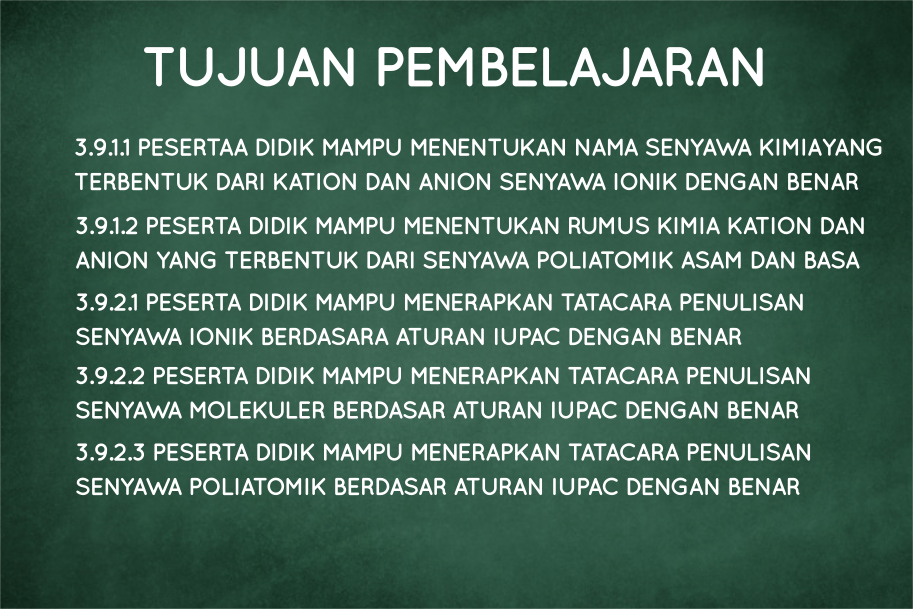 TUJUAN PEMBELAJARAN
3.9.1.1 PESERTAA DIDIK MAMPU MENENTUKAN NAMA SENYAWA KIMIAYANG
TERBENTUK DARI KATION DAN ANION SENYAWA IONIK DENGAN BENAR
3.9.1.2 PESERTA DIDIK MAMPU MENENTUKAN RUMUS KIMIA KATION DAN
ANION YANG TERBENTUK DARI SENYAWA POLIATOMIK ASAM DAN BASA
3.9.2.1 PESERTA DIDIK MAMPU MENERAPKAN TATACARA PENULISAN
SENYAWA IONIK BERDASARA ATURAN IUPAC DENGAN BENAR
3.9.2.2 PESERTA DIDIK MAMPU MENERAPKAN TATACARA PENULISAN
SENYAWA MOLEKULER BERDASAR ATURAN IUPAC DENGAN BENAR
3.9.2.3 PESERTA DIDIK MAMPU MENERAPKAN TATACARA PENULISAN
SENYAWA POLIATOMIK BERDASAR ATURAN IUPAC DENGAN BENAR